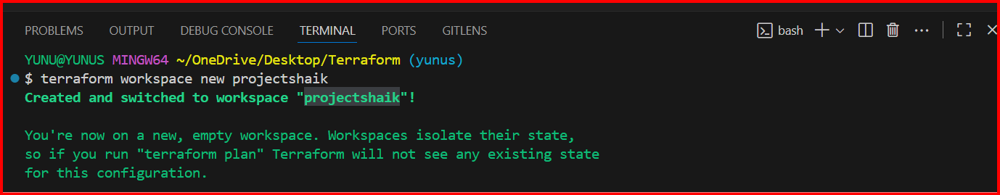 PROBLEMS OUTPUT DEBUG CONSOLE TERMINAL PORTS GITLENS bash
YUNU@YUNUS MINGW64 ~/OneDrive/Desktop/Terraform (yunus)
$ terraform workspace new projectshaik
Created and switched to workspace "projectshaik"!
You're now on a new, empty workspace. Workspaces isolate their state,
so if you run "terraform plan" Terraform will not see any existing state
for this configuration.